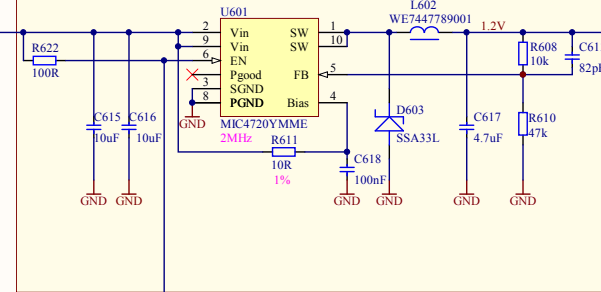 L602
U601
WE7447789001
2 Vin SW 1 1.2V
9 Vin SW 10
R622 6 EN R608
100R Pgood FB 5 10k C61
3 SGND 82p
8 PGND Bias 4
GND
C615 C616 MIC4720YMME D603 C617 R610
10uF 10uF 2MHz R611 SSA33L 4.7uF 47k
10R C618
1% 100nF
GND GND GND GND GND GND